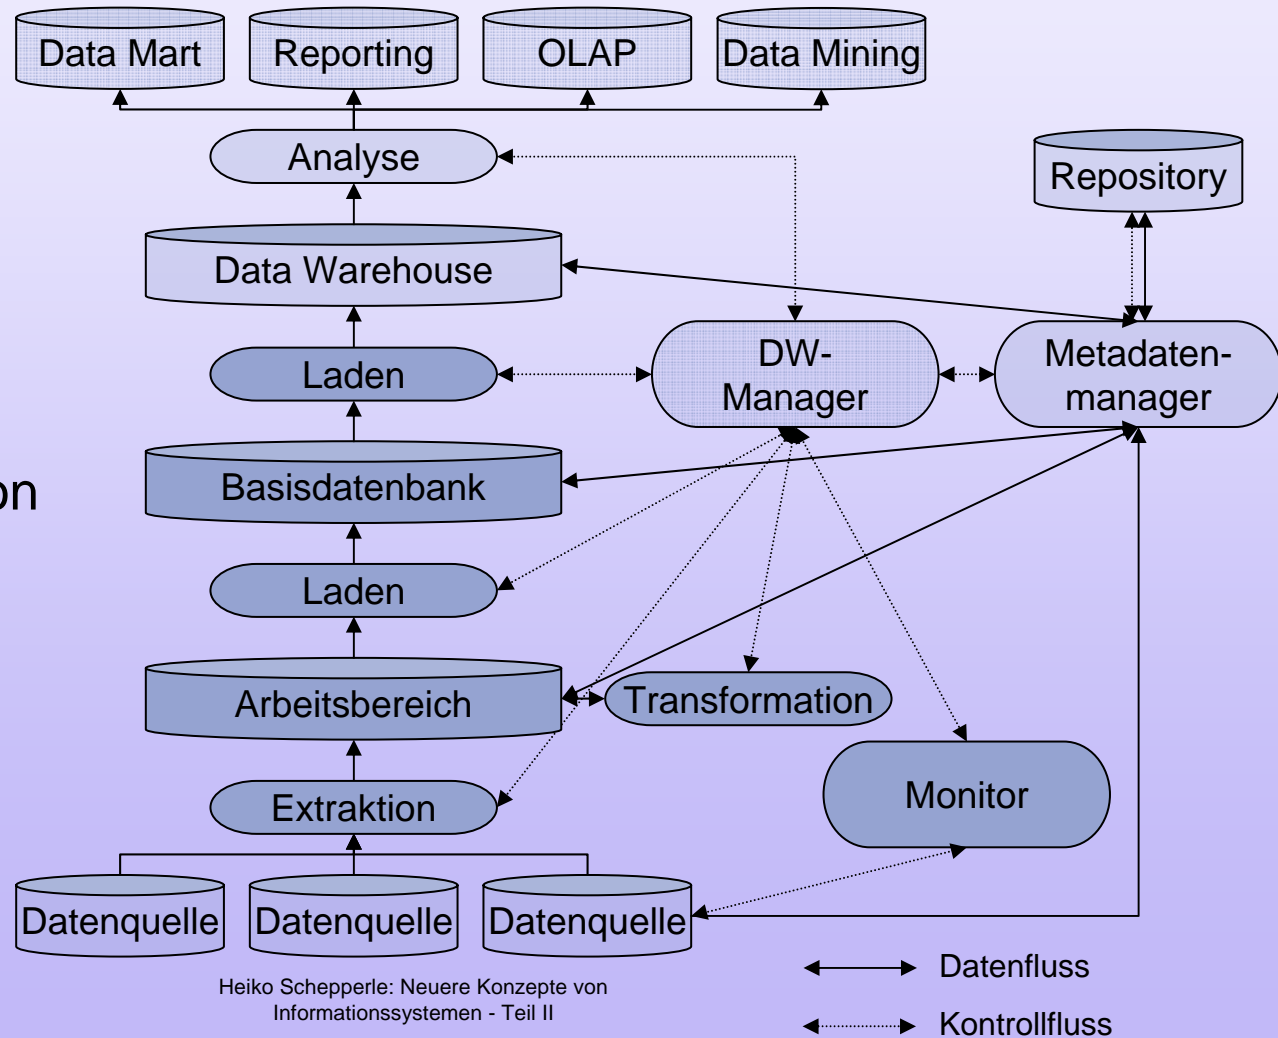 Data Mart
Reporting
OLAP
Data Mining
Analyse
Repository
Data Warehouse
Laden
DW-
Manager
Metadaten-
manager
Basisdatenbank
on
Laden
Arbeitsbereich
Transformation
Extraktion
Monitor
Datenquelle
Datenquelle
Datenquelle
Heiko Schepperle: Neuere Konzepte von
Informationssystemen - Teil II
Datenfluss
Kontrollfluss